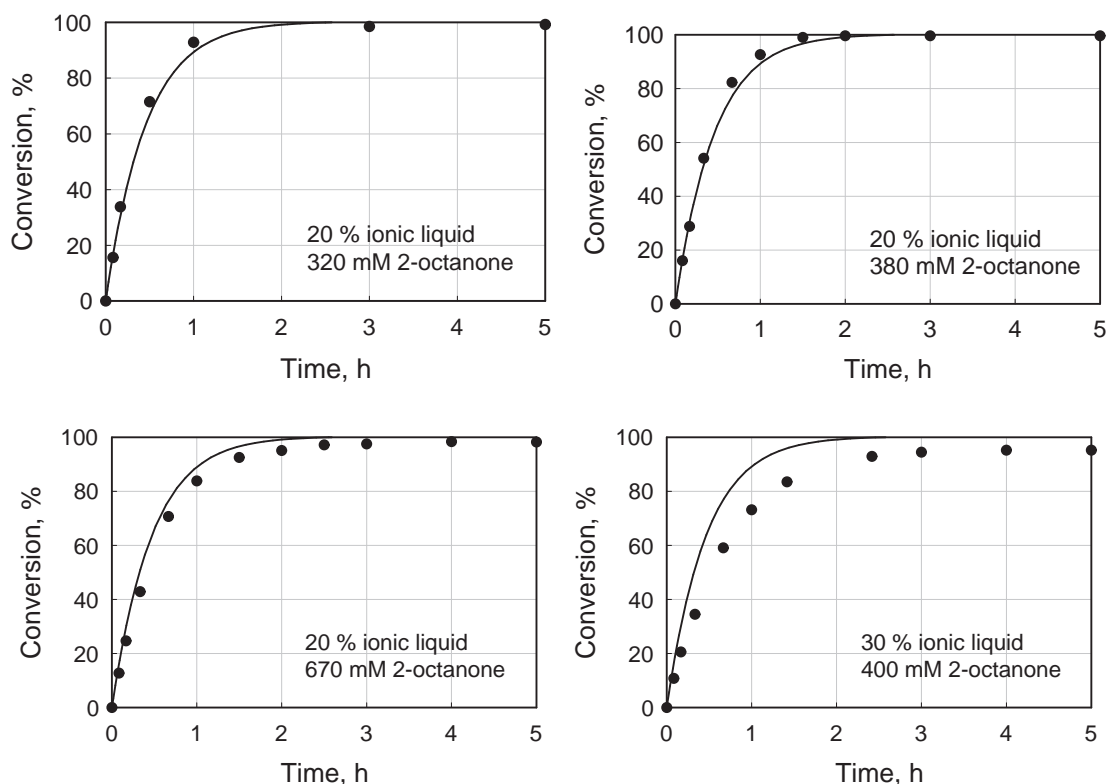 Conversion, %
100
80
60
40
20
0
20 % ionic liquid
320 mM 2-octanone
0 1 2 3 4 5
Time, h
Conversion, %
100
80
60
40
20
0
20 % ionic liquid
380 mM 2-octanone
0 1 2 3 4 5
Time, h
Conversion, %
100
80
60
40
20
0
20 % ionic liquid
670 mM 2-octanone
0 1 2 3 4 5
Time, h
Conversion, %
100
80
60
40
20
0
30 % ionic liquid
400 mM 2-octanone
0 1 2 3 4 5
Time, h